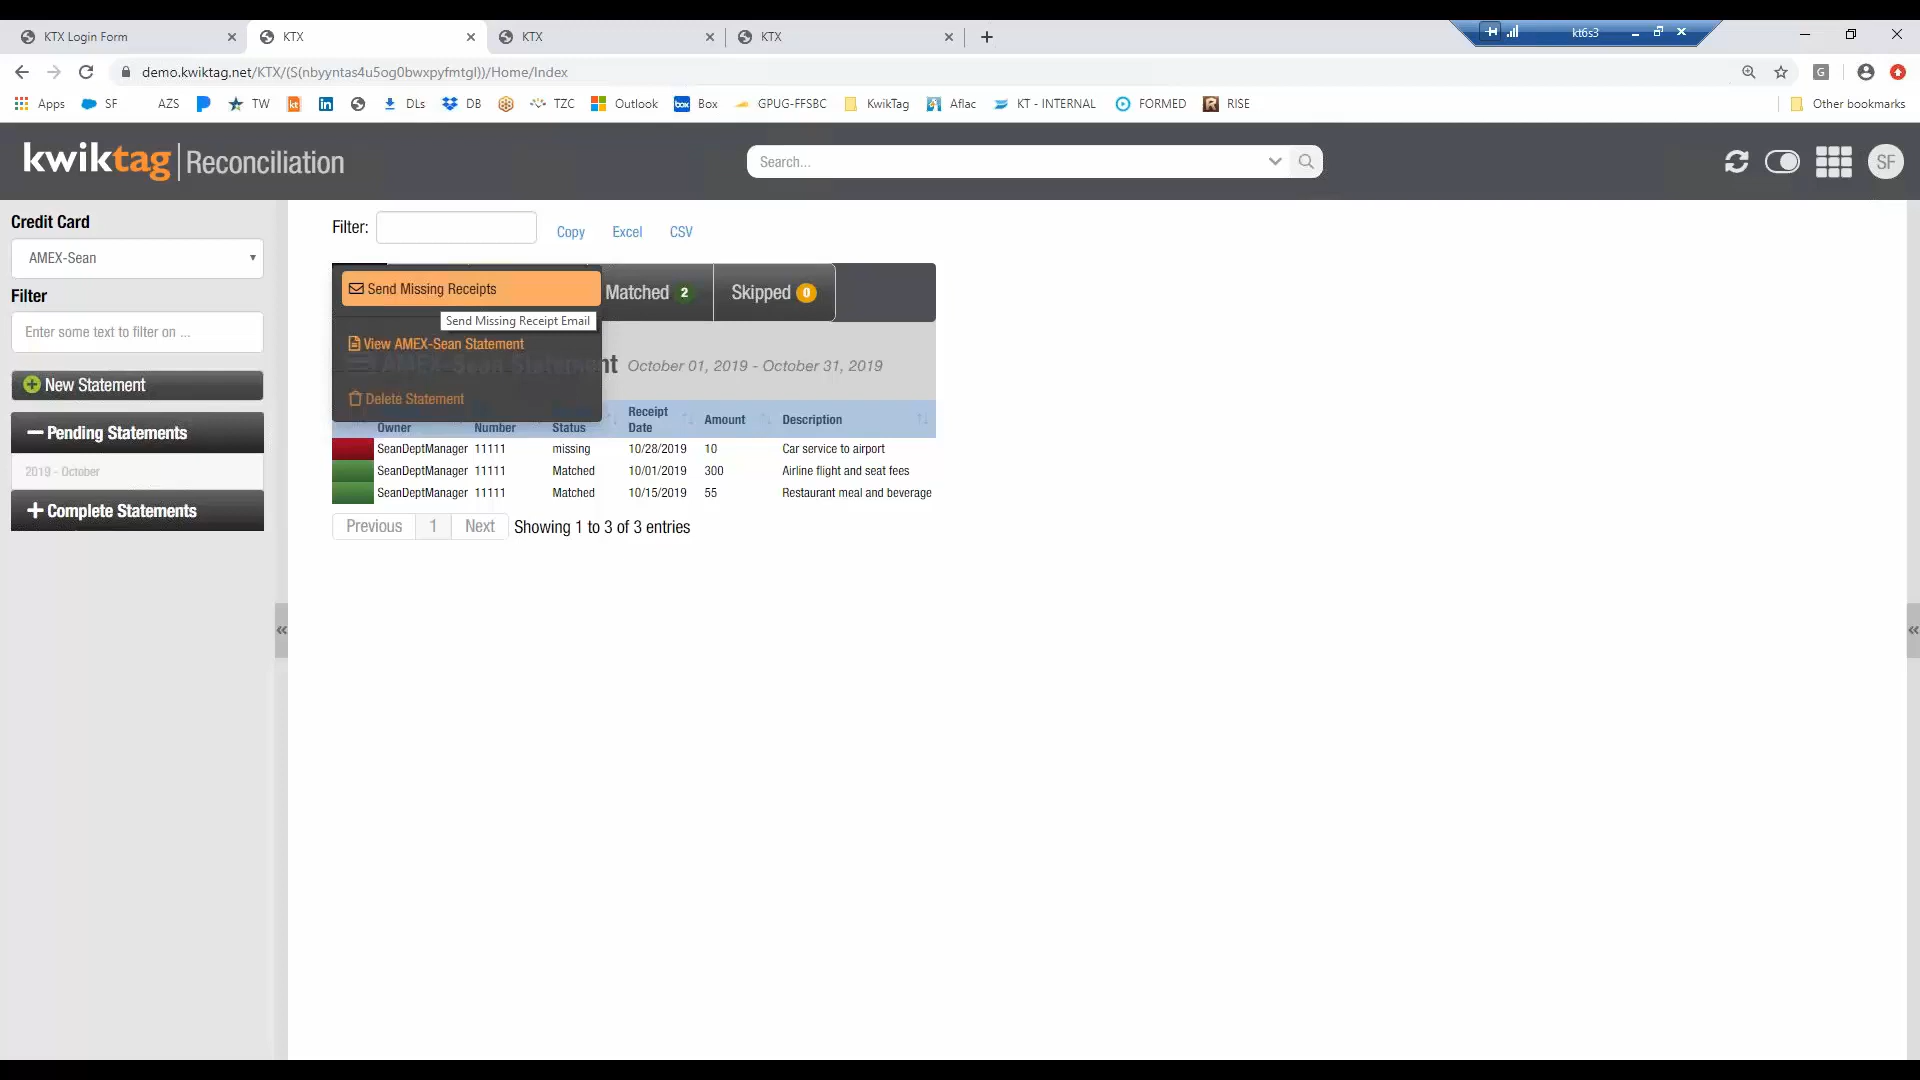 KTX Login Form
KTX
KTX
KTX
kt6s3
demo.kwiktag.net/KTX/(S(nbyyntas4u5og0bwxpyfmtgl))/Home/Index
Apps SF AZS TW DLs DB TZC Outlook Box GPUG-FFSBC KwikTag Aflac KT - INTERNAL FORMED RISE Other bookmarks
kwiktag Reconciliation
Search...
SF
Credit Card
AMEX-Sean
Filter
Enter some text to filter on ...
New Statement
Pending Statements
2019 - October
Complete Statements
Filter: Copy Excel CSV
Send Missing Receipts
Matched 2 Skipped 0
Send Missing Receipt Email
View AMEX-Sean Statement
AMEX-Sean Statement October 01, 2019 - October 31, 2019
Delete Statement
Owner Number Status Receipt Date Amount Description
SeanDeptManager 11111 missing 10/28/2019 10 Car service to airport
SeanDeptManager 11111 Matched 10/01/2019 300 Airline flight and seat fees
SeanDeptManager 11111 Matched 10/15/2019 55 Restaurant meal and beverage
Previous 1 Next Showing 1 to 3 of 3 entries